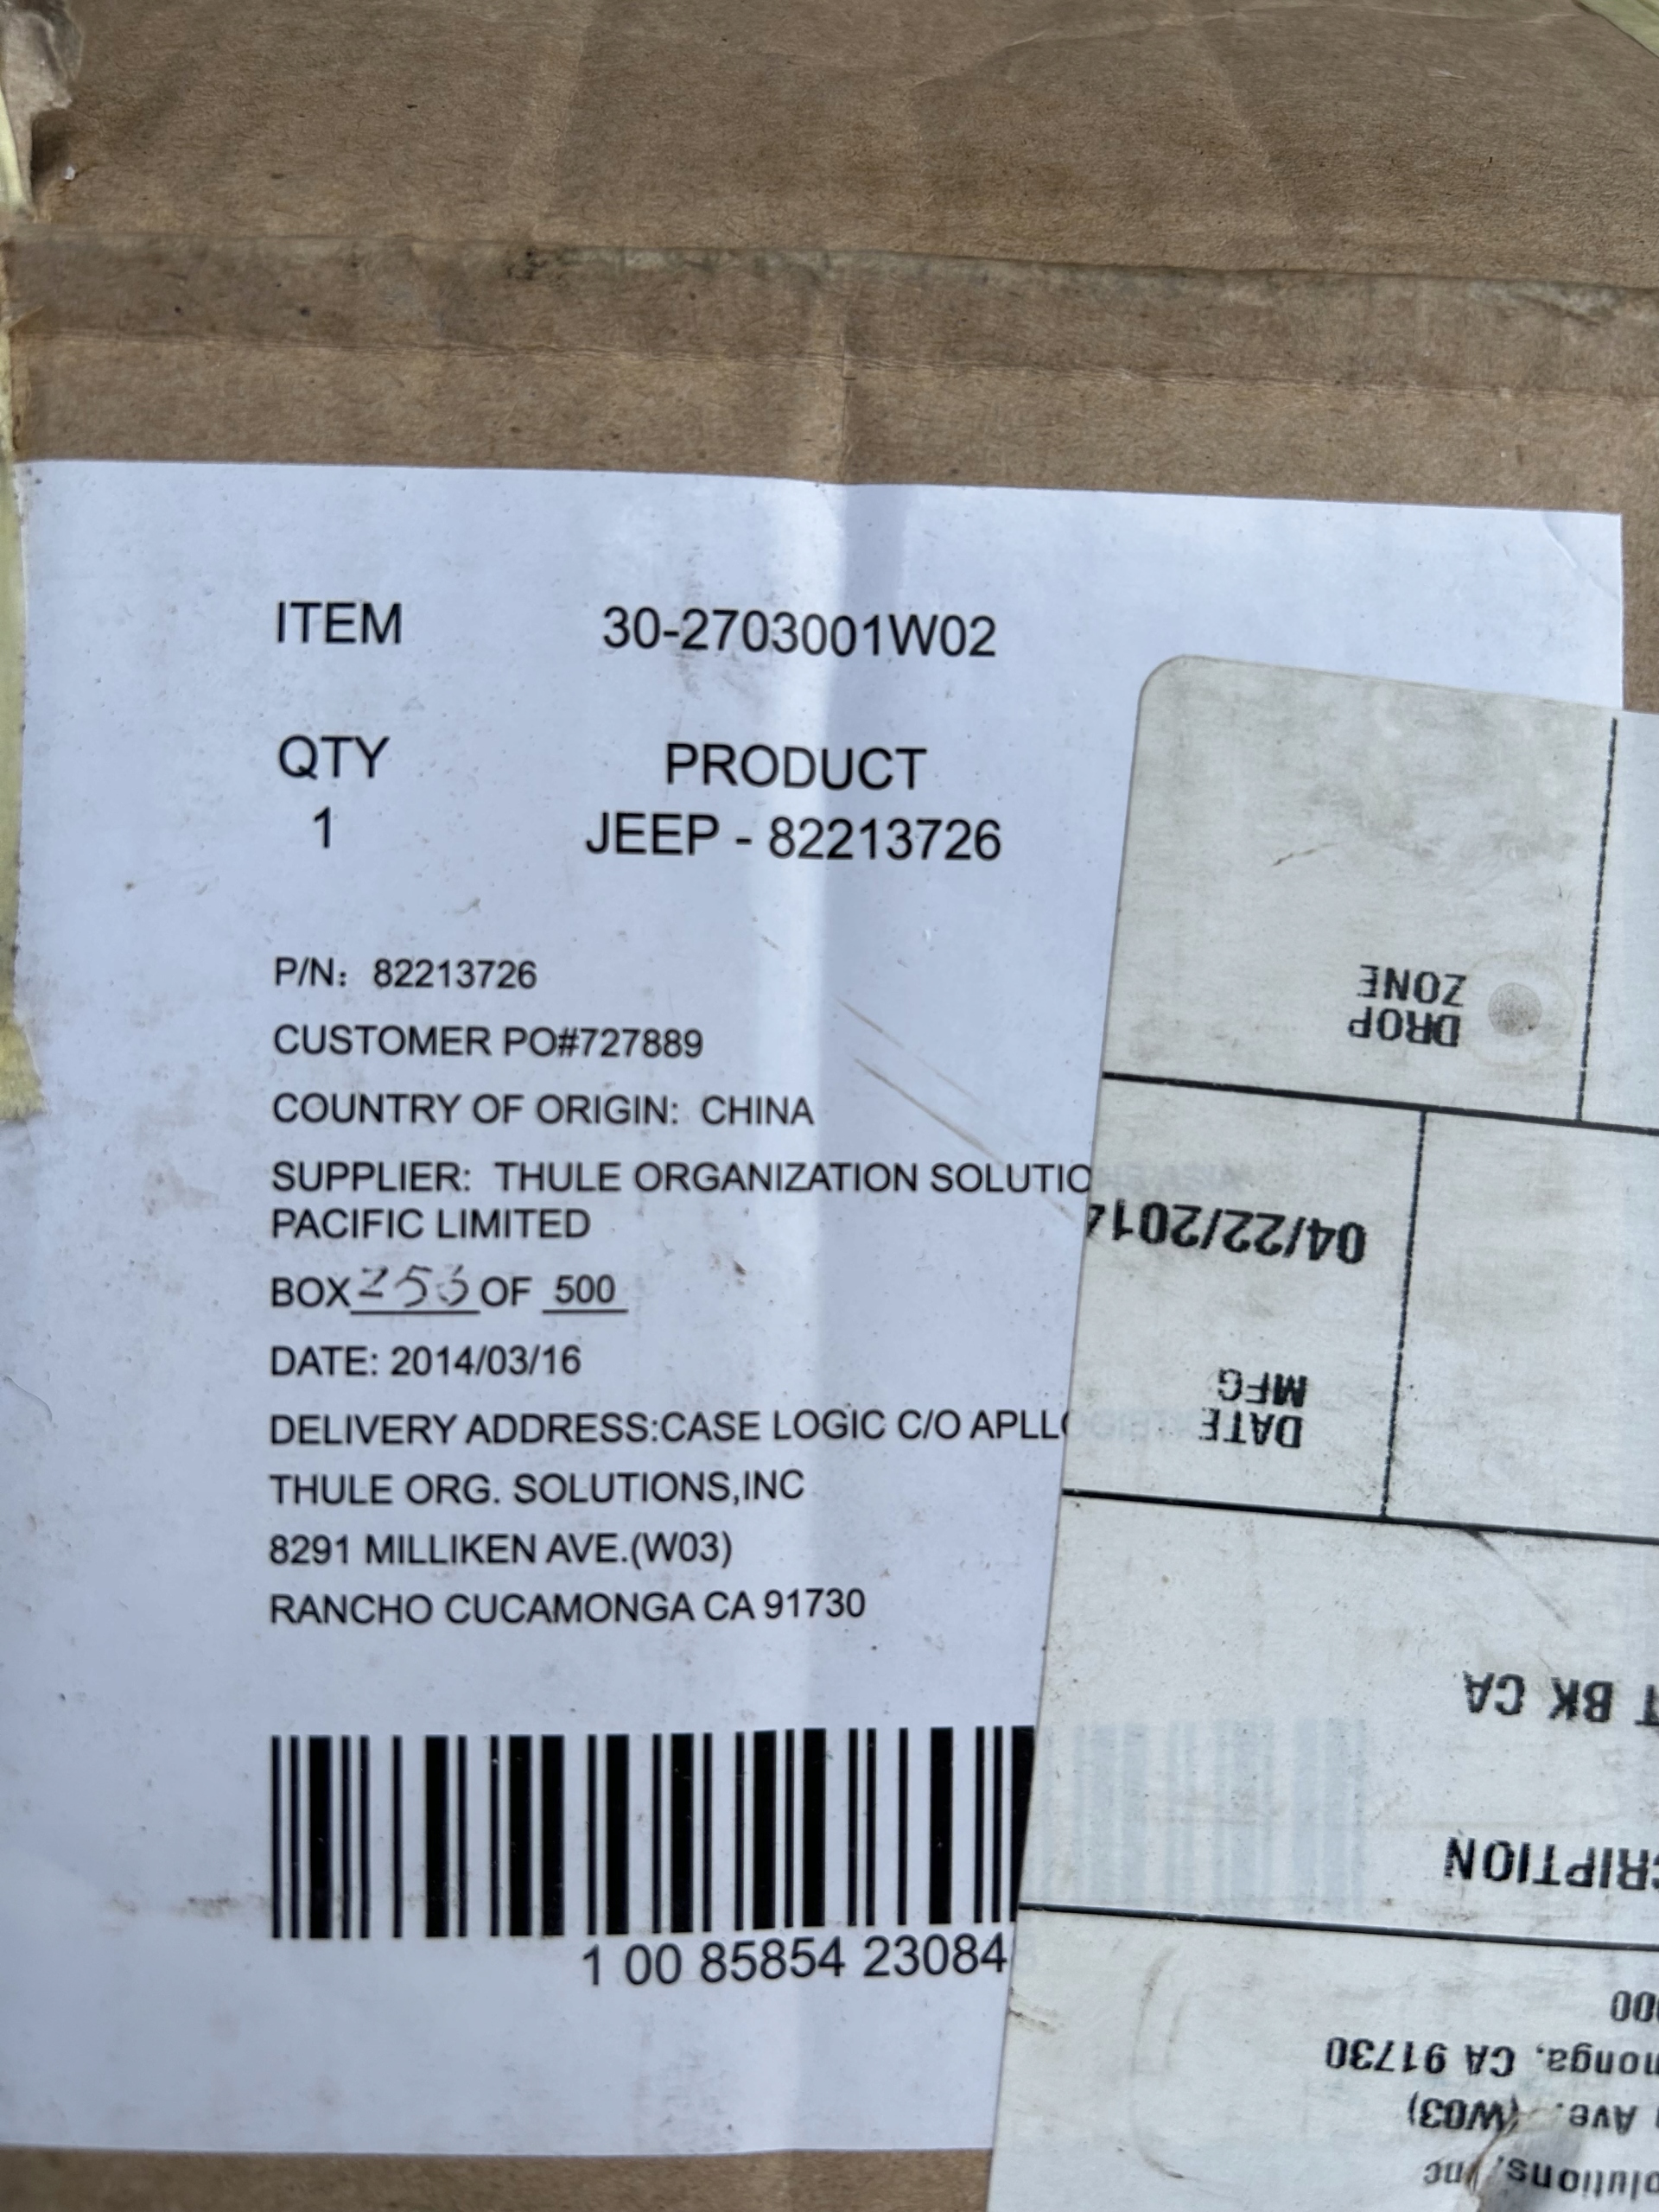 ITEM 30-2703001W02
QTY PRODUCT
1 JEEP - 82213726
P/N: 82213726
CUSTOMER PO#727889
COUNTRY OF ORIGIN: CHINA
SUPPLIER: THULE ORGANIZATION SOLUTIO
PACIFIC LIMITED
BOX 253 OF 500
DATE: 2014/03/16
DELIVERY ADDRESS:CASE LOGIC C/O APLL
THULE ORG. SOLUTIONS,INC
8291 MILLIKEN AVE.(W03)
RANCHO CUCAMONGA CA 91730
1 00 85854 23084
olutions, Inc
Ave. (W03)
monga, CA 91730
000
CRIPTION
T BK CA
DATE
MFG
04/22/201
DROP
ZONE